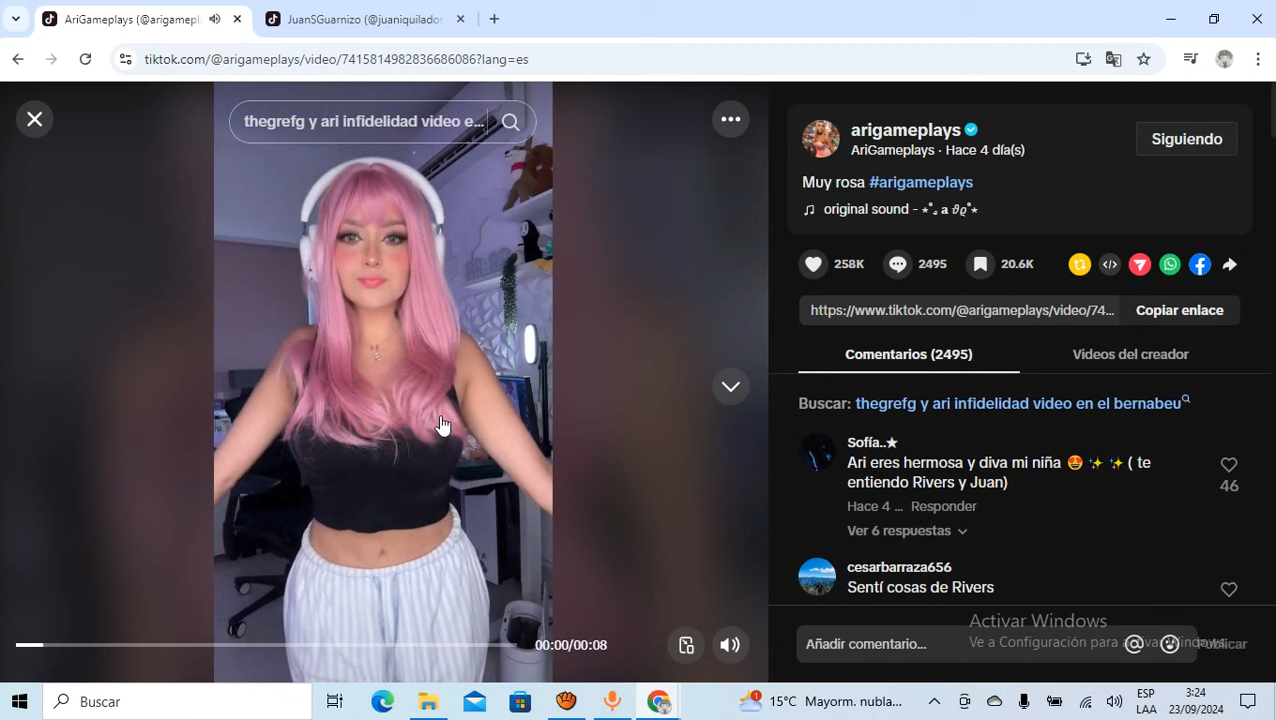 AriGameplays (@arigamepl
JuanSGuarnizo (@juaniquilador
tiktok.com/@arigameplays/video/7415814982836686086?lang=es
thegrefg y ari infidelidad video e...
arigameplays
AriGameplays · Hace 4 día(s)
Siguiendo
Muy rosa #arigameplays
original sound - ⋆˚｡ a 𝜗𝜚˚⋆
258K
2495
20.6K
https://www.tiktok.com/@arigameplays/video/74...
Copiar enlace
Comentarios (2495)
Videos del creador
Buscar: thegrefg y ari infidelidad video en el bernabeu
Sofía..★
Ari eres hermosa y diva mi niña 🤩✨✨( te
entiendo Rivers y Juan)
46
Hace 4 ... Responder
Ver 6 respuestas
cesarbarraza656
Sentí cosas de Rivers
00:00/00:08
Activar Windows
Ve a Configuración para activar Windows.
Añadir comentario...
Publicar
Buscar
15°C Mayorm. nubla...
ESP
LAA
3:24
23/09/2024